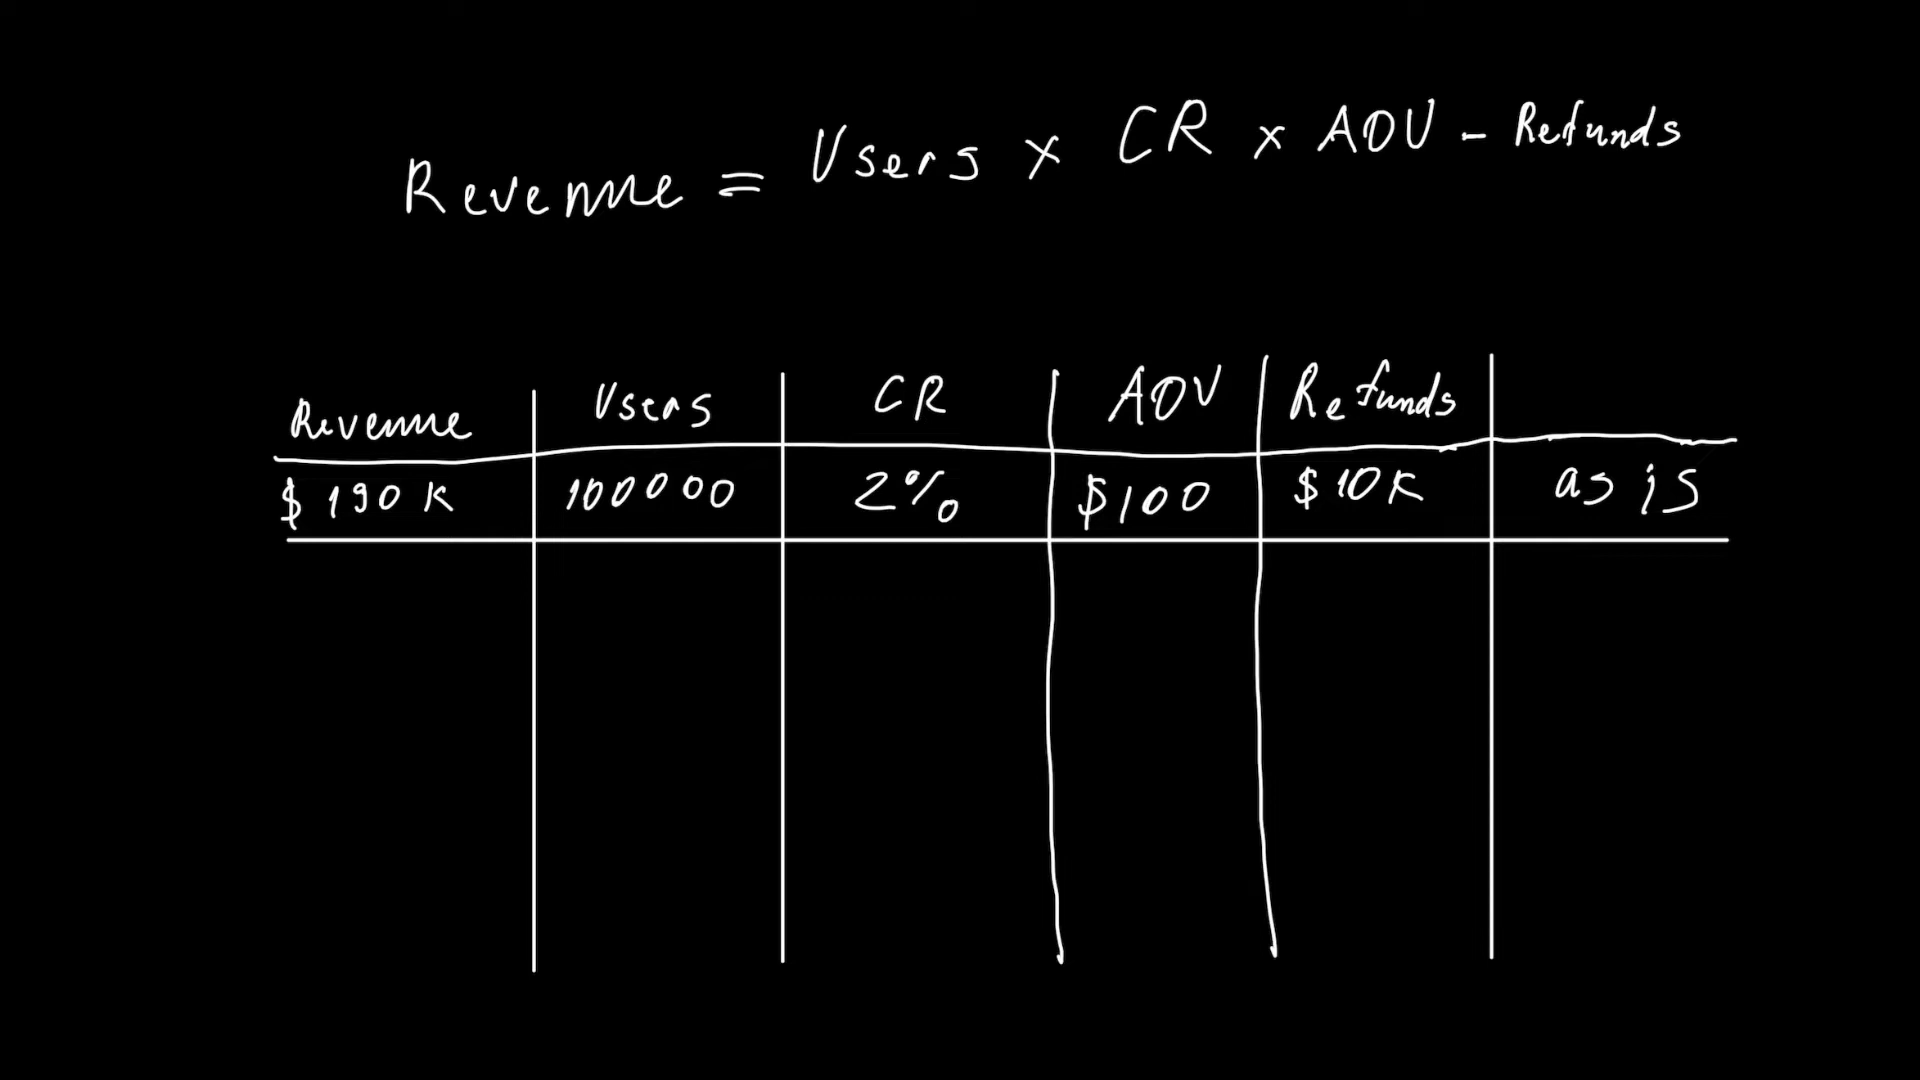 Revenue = Users x CR x AOV - Refunds
Revenue Users CR AOV Refunds
$ 190 K 100000 2% $100 $10K as is